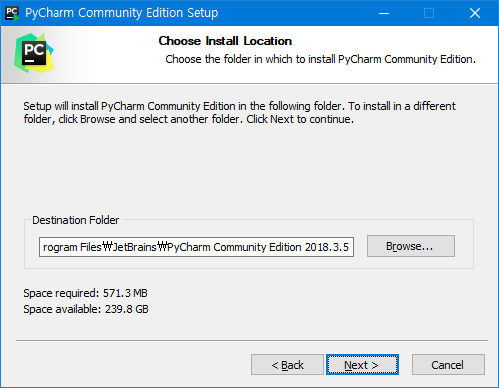 PyCharm Community Edition Setup
PC
Choose Install Location
Choose the folder in which to install PyCharm Community Edition.
Setup will install PyCharm Community Edition in the following folder. To install in a different
folder, click Browse and select another folder. Click Next to continue.
Destination Folder
rogram Files₩JetBrains₩PyCharm Community Edition 2018.3.5
Browse...
Space required: 571.3 MB
Space available: 239.8 GB
< Back
Next >
Cancel